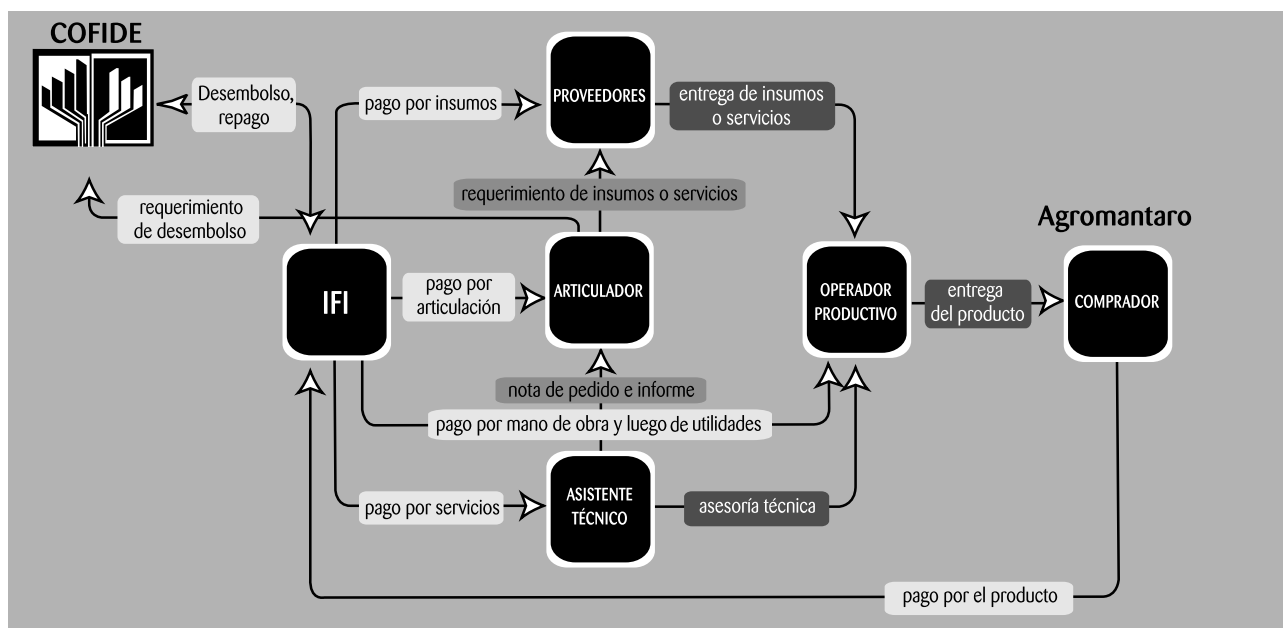 COFIDE
Desembolso,
repago
pago por insumos
PROVEEDORES
entrega de insumos
o servicios
requerimiento de insumos o servicios
requerimiento
de desembolso
Agromantaro
IFI
pago por
articulación
ARTICULADOR
OPERADOR
PRODUCTIVO
entrega
del producto
COMPRADOR
nota de pedido e informe
pago por mano de obra y luego de utilidades
pago por servicios
ASISTENTE
TÉCNICO
asesoría técnica
pago por el producto